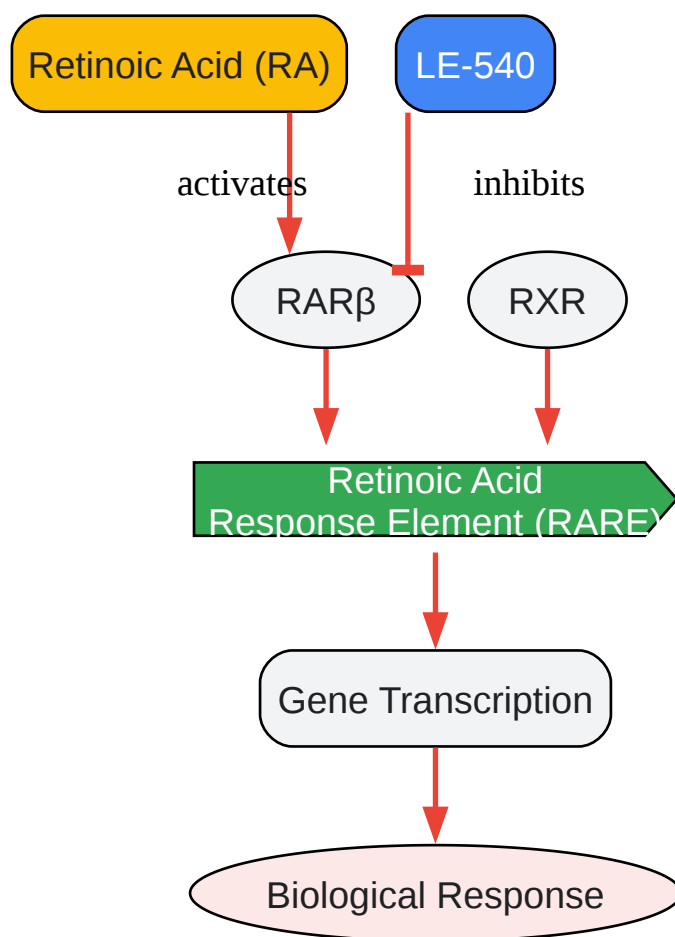 Retinoic Acid (RA)
LE-540
activates
inhibits
RARβ
RXR
Retinoic Acid
Response Element (RARE)
Gene Transcription
Biological Response